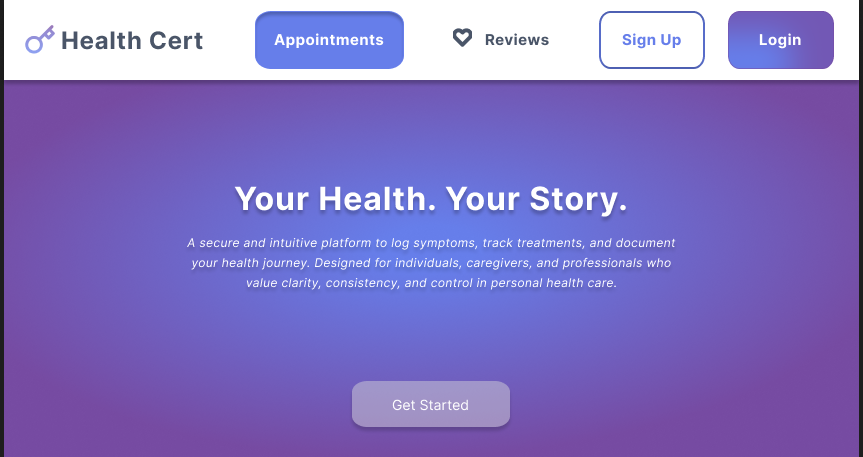 Health Cert
Appointments
Reviews
Sign Up
Login
Your Health. Your Story.
A secure and intuitive platform to log symptoms, track treatments, and document
your health journey. Designed for individuals, caregivers, and professionals who
value clarity, consistency, and control in personal health care.
Get Started